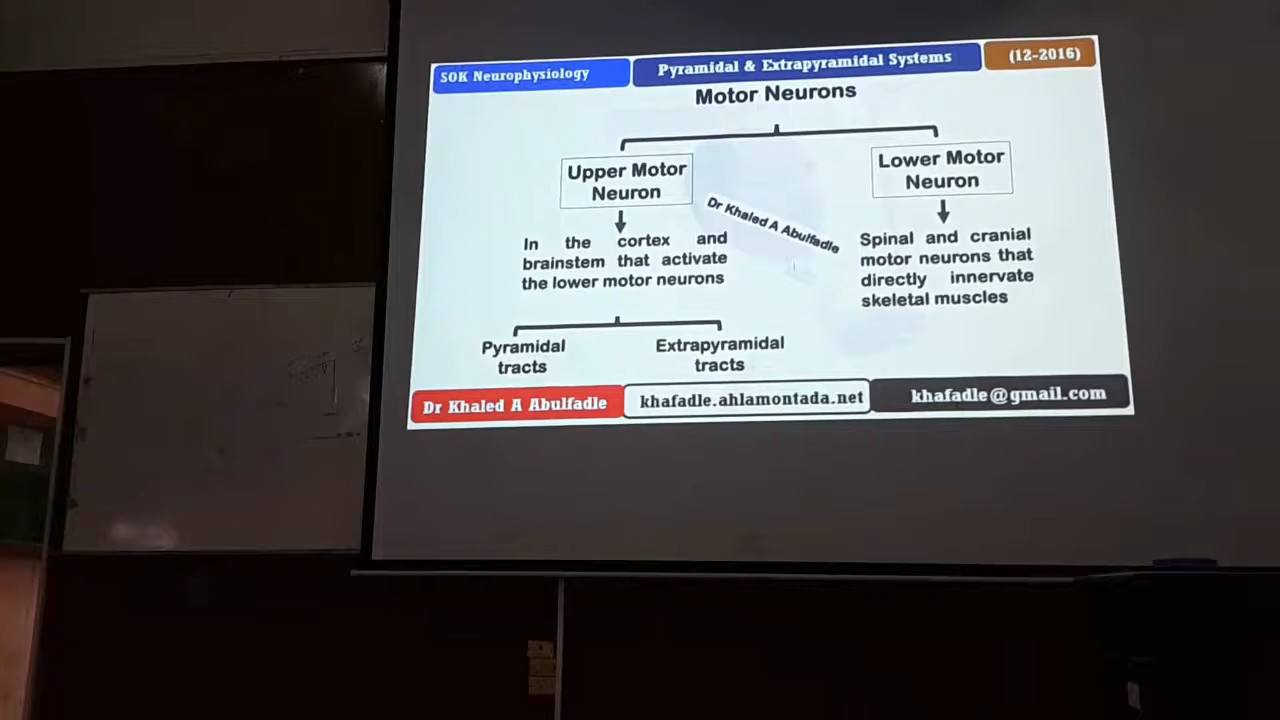 SOK Neurophysiology
Pyramidal & Extrapyramidal Systems
(12-2016)
Motor Neurons
Upper Motor
Neuron
Lower Motor
Neuron
In the cortex and
brainstem that activate
the lower motor neurons
Dr Khaled A Abulfadle
Spinal and cranial
motor neurons that
directly innervate
skeletal muscles
Pyramidal
tracts
Extrapyramidal
tracts
Dr Khaled A Abulfadle
khafadle.ahlamontada.net
khafadle@gmail.com